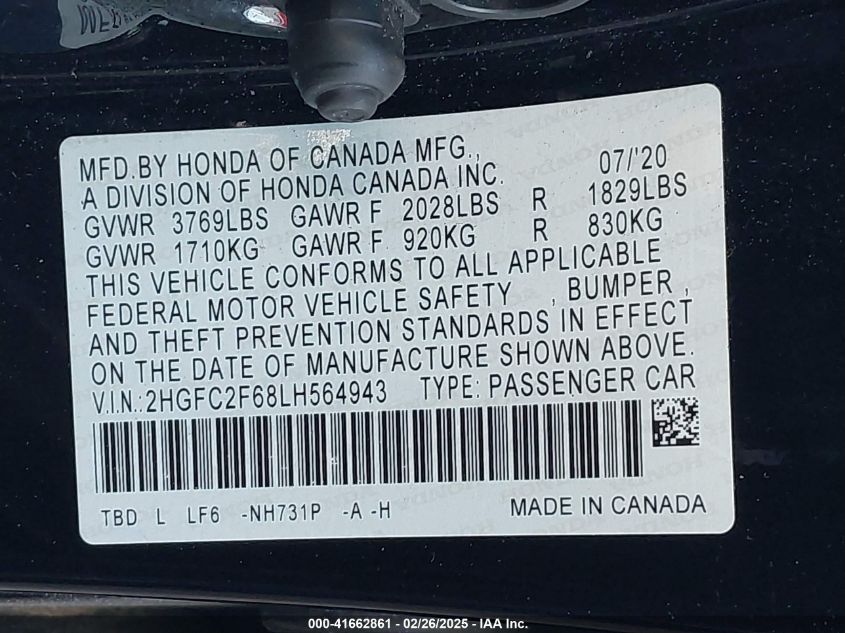 MFD.BY HONDA OF CANADA MFG., 07/'20
A DIVISION OF HONDA CANADA INC.
GVWR 3769LBS GAWR F 2028LBS R 1829LBS
GVWR 1710KG GAWR F 920KG R 830KG
THIS VEHICLE CONFORMS TO ALL APPLICABLE
FEDERAL MOTOR VEHICLE SAFETY , BUMPER ,
AND THEFT PREVENTION STANDARDS IN EFFECT
ON THE DATE OF MANUFACTURE SHOWN ABOVE.
V.I.N.:2HGFC2F68LH564943 TYPE: PASSENGER CAR
TBD L LF6 -NH731P -A -H MADE IN CANADA
000-41662861 - 02/26/2025 - IAA Inc.